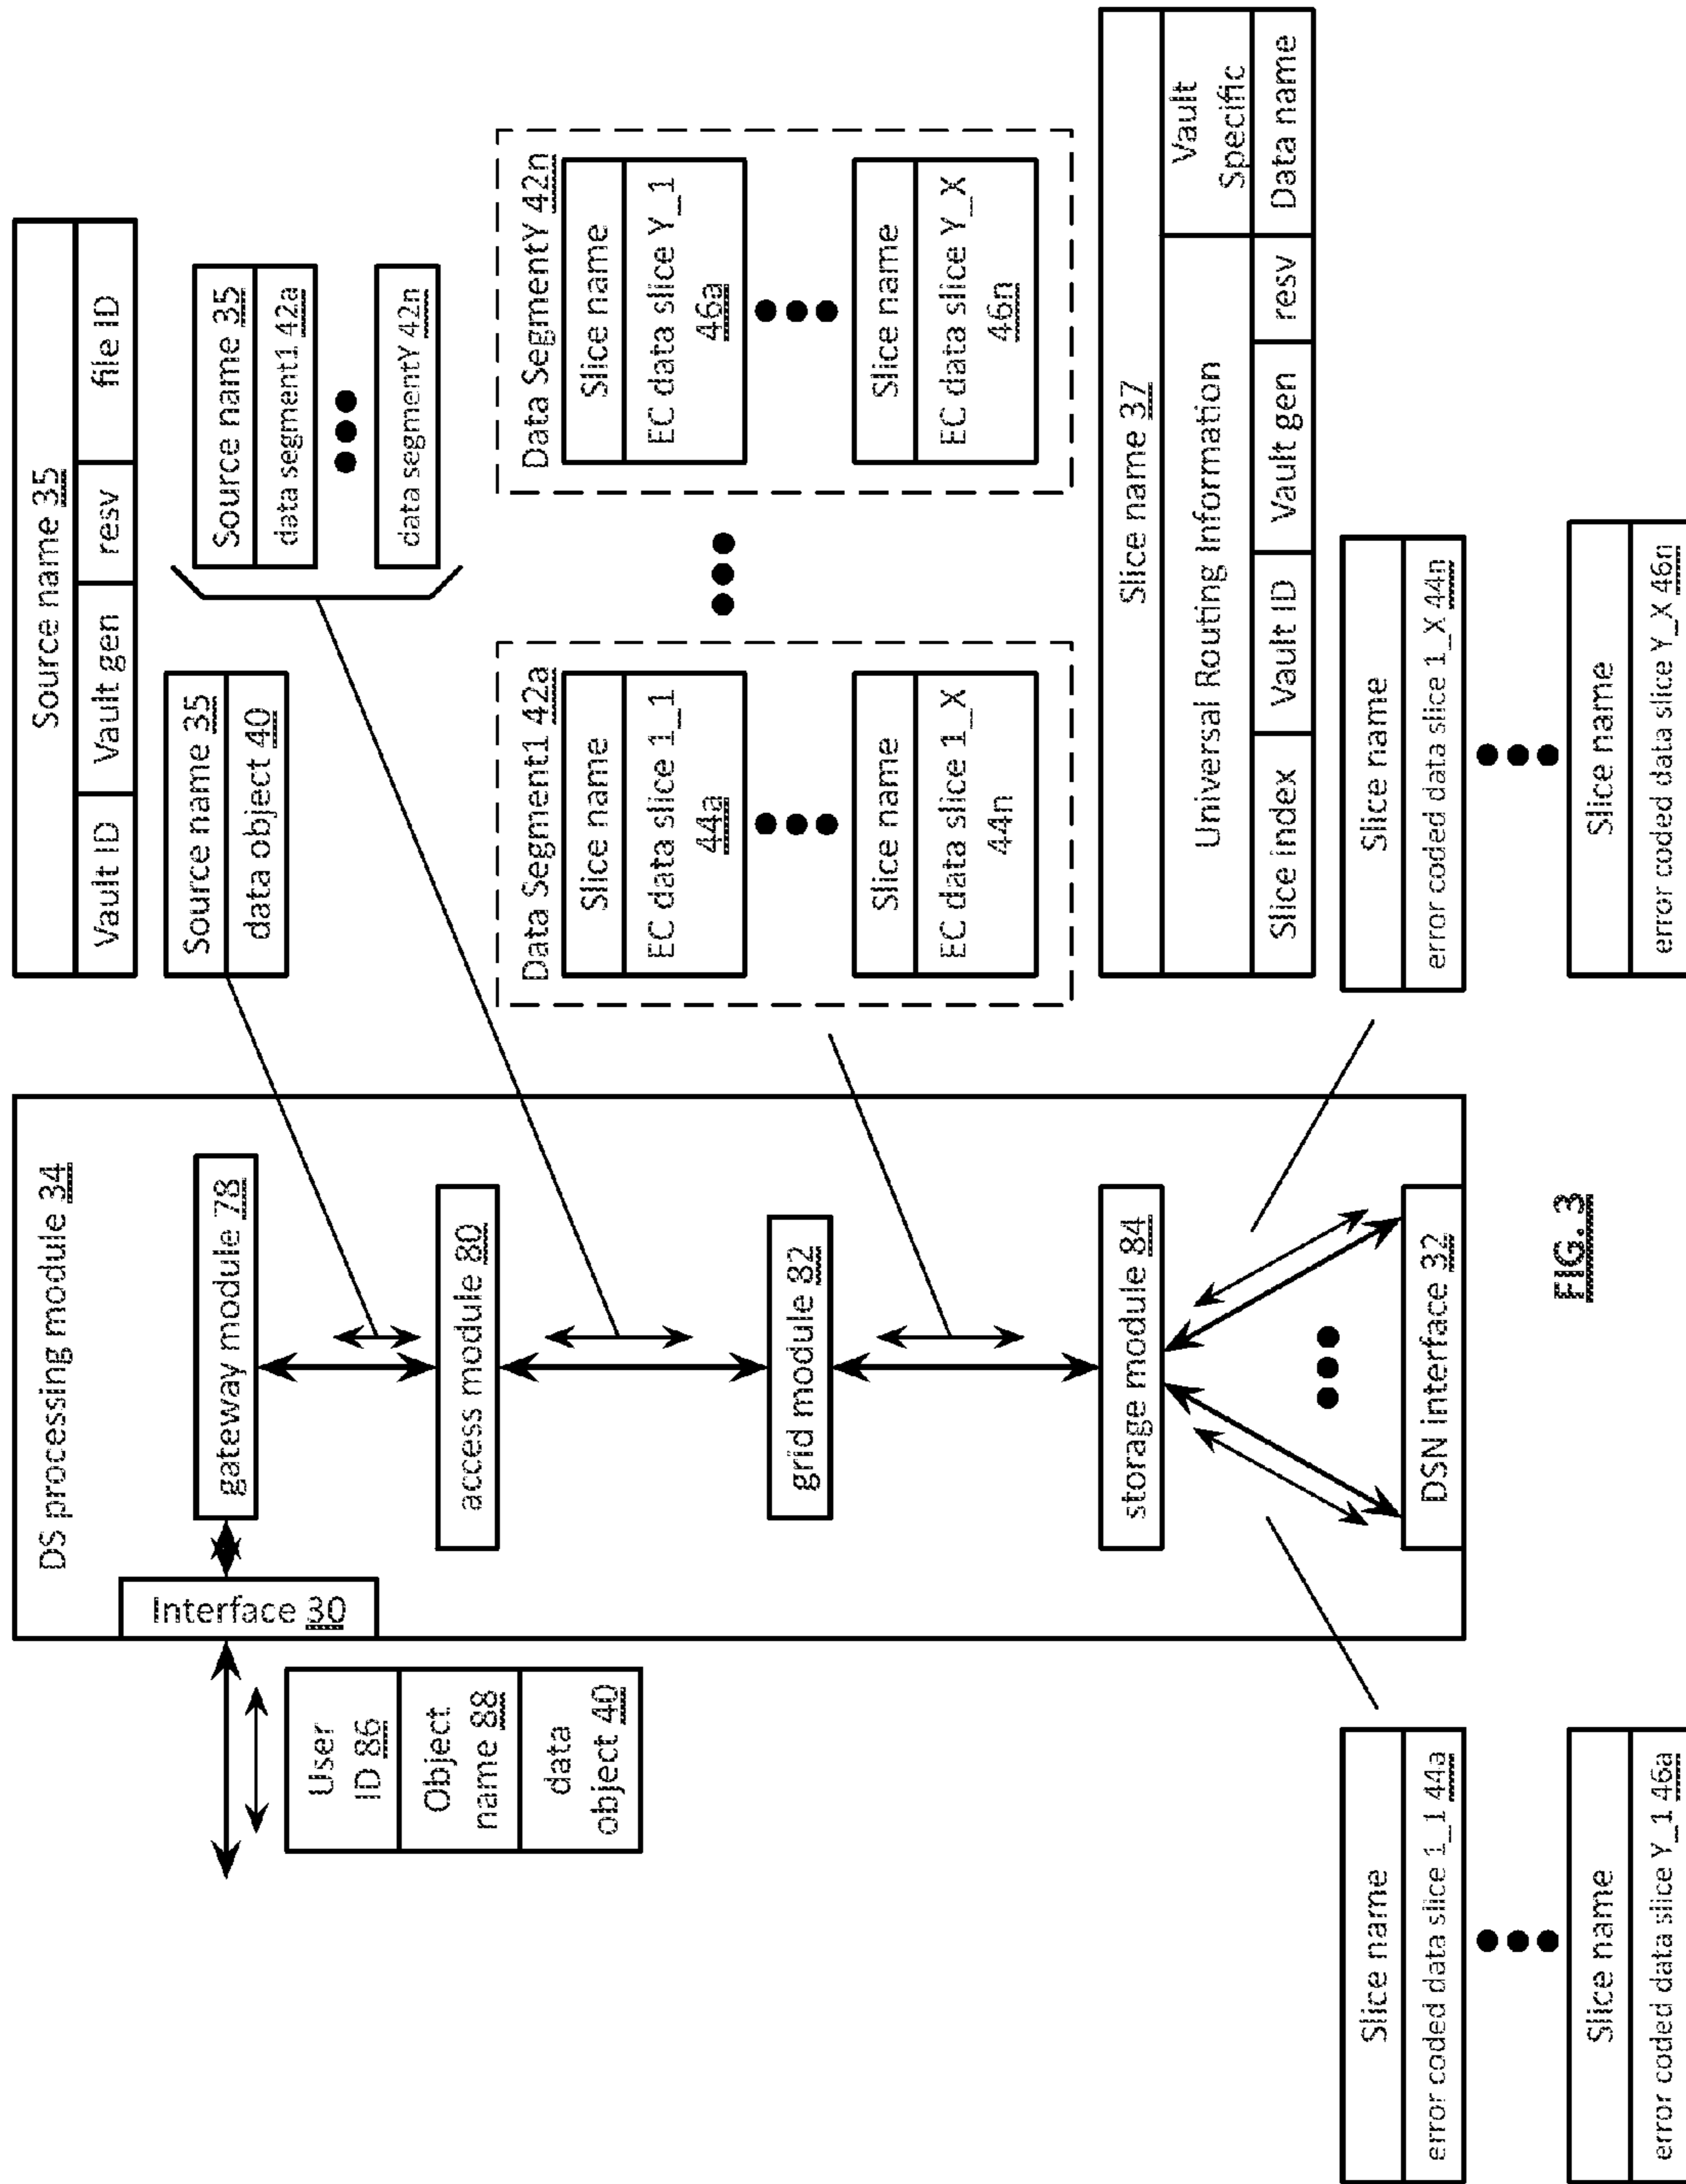 DS processing module 34
Interface 30
gateway module 78
access module 80
grid module 82
storage module 84
DSN interface 32
User
ID 86
Object
name 88
data
object 40
Source name 35
Vault ID
Vault gen
resv
file ID
Source name 35
data object 40
Source name 35
data segment1 42a
data segmentY 42n
Data Segment1 42a
Slice name
EC data slice 1_1
44a
Slice name
EC data slice 1_X
44n
Data SegmentY 42n
Slice name
EC data slice Y_1
46a
Slice name
EC data slice Y_X
46n
Slice name 37
Universal Routing Information
Vault
Specific
Slice index
Vault ID
Vault gen
resv
Data name
Slice name
error coded data slice 1_1 44a
Slice name
error coded data slice Y_1 46a
Slice name
error coded data slice 1_X 44n
Slice name
error coded data slice Y_X 46n
FIG. 3